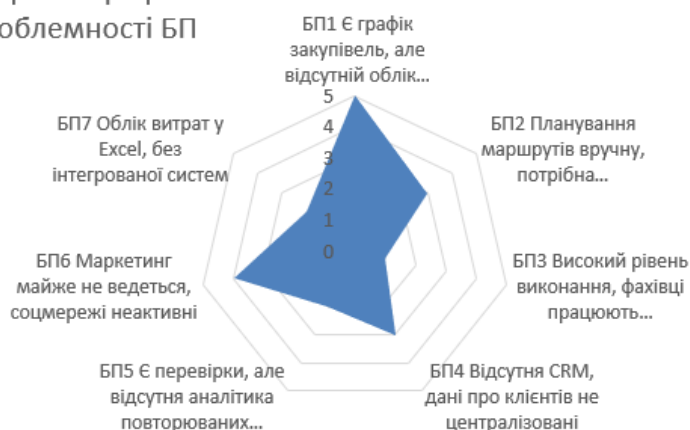 облемності БП
БП1 Є графік
закупівель, але
відсутній облік...
5
4
3
2
1
0
БП2 Планування
маршрутів вручну,
потрібна...
БП3 Високий рівень
виконання, фахівці
працюють...
БП4 Відсутня CRM,
дані про клієнтів не
централізовані
БП5 Є перевірки, але
відсутня аналітика
повторюваних...
БП6 Маркетинг
майже не ведеться,
соцмережі неактивні
БП7 Облік витрат у
Excel, без
інтегрованої систем